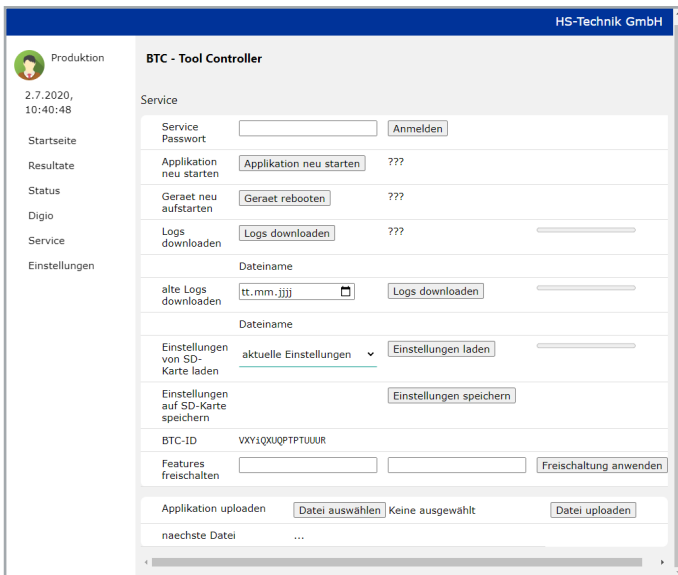 HS-Technik GmbH
Produktion
2.7.2020,
10:40:48
Startseite
Resultate
Status
Digio
Service
Einstellungen
BTC - Tool Controller
Service
Service
Passwort
Anmelden
Applikation
neu starten
Applikation neu starten
???
Geraet neu
aufstarten
Geraet rebooten
???
Logs
downloaden
Logs downloaden
???
Dateiname
alte Logs
downloaden
tt.mm.jjjj
Logs downloaden
Dateiname
Einstellungen
von SD-
Karte laden
aktuelle Einstellungen
Einstellungen laden
Einstellungen
auf SD-Karte
speichern
Einstellungen speichern
BTC-ID
VXYiQXUQPTPTUUUR
Features
freischalten
Freischaltung anwenden
Applikation uploaden
Datei auswählen
Keine ausgewählt
Datei uploaden
naechste Datei
...